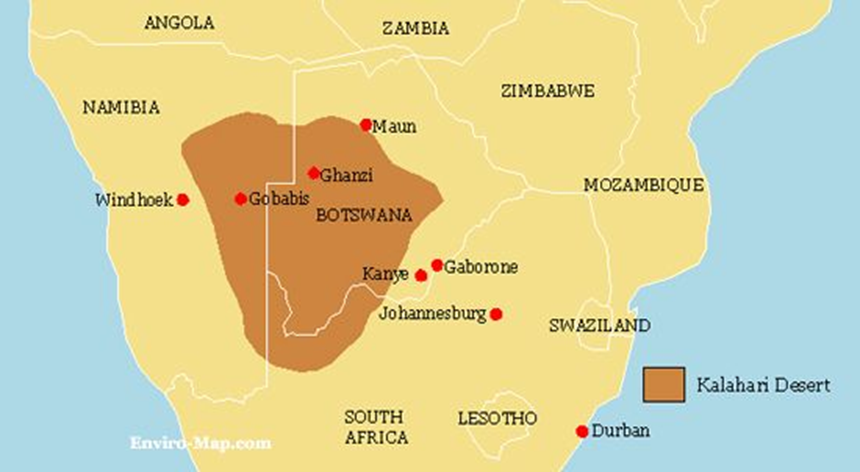 ANGOLA
ZAMBIA
ZIMBABWE
NAMIBIA
Maun
Ghanzi
MOZAMBIQUE
Windhoek
Gobabis
BOTSWANA
Kanye
Gaborone
Johannesburg
SWAZILAND
Kalahari Desert
SOUTH
AFRICA
LESOTHO
Durban
Enviro-Map.com